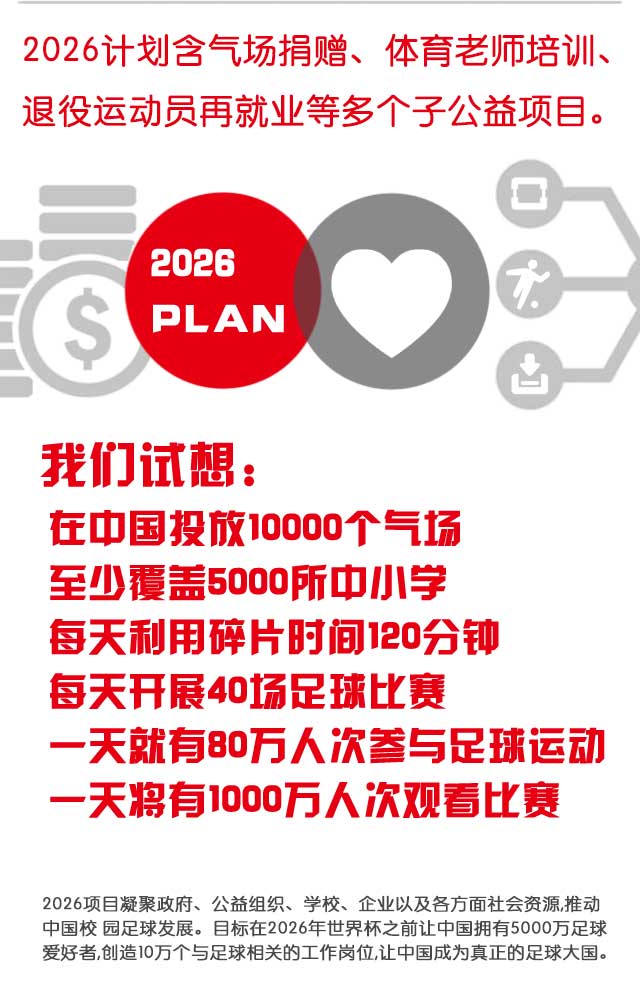 2026计划含气场捐赠、体育老师培训、
退役运动员再就业等多个子公益项目。
2026
PLAN
$
我们试想：
在中国投放10000个气场
至少覆盖5000所中小学
每天利用碎片时间120分钟
每天开展40场足球比赛
一天就有80万人次参与足球运动
一天将有1000万人次观看比赛
2026项目凝聚政府、公益组织、学校、企业以及各方面社会资源,推动
中国校 园足球发展。目标在2026年世界杯之前让中国拥有5000万足球
爱好者,创造10万个与足球相关的工作岗位,让中国成为真正的足球大国。